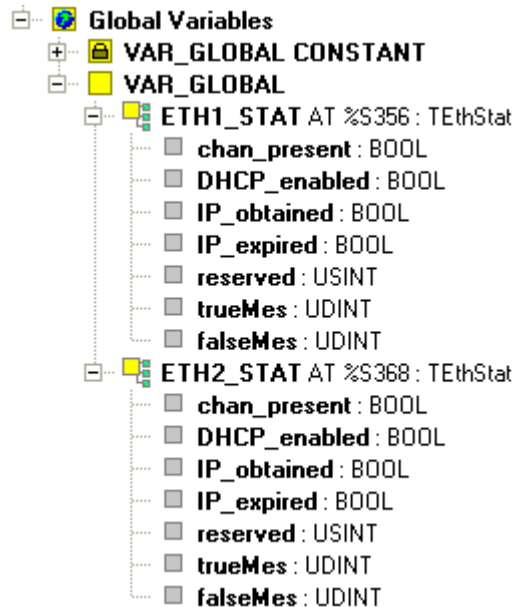 Global Variables
VAR_GLOBAL CONSTANT
VAR_GLOBAL
ETH1_STAT AT %S356 : TEthStat
chan_present : BOOL
DHCP_enabled : BOOL
IP_obtained : BOOL
IP_expired : BOOL
reserved : USINT
trueMes : UDINT
falseMes : UDINT
ETH2_STAT AT %S368 : TEthStat
chan_present : BOOL
DHCP_enabled : BOOL
IP_obtained : BOOL
IP_expired : BOOL
reserved : USINT
trueMes : UDINT
falseMes : UDINT